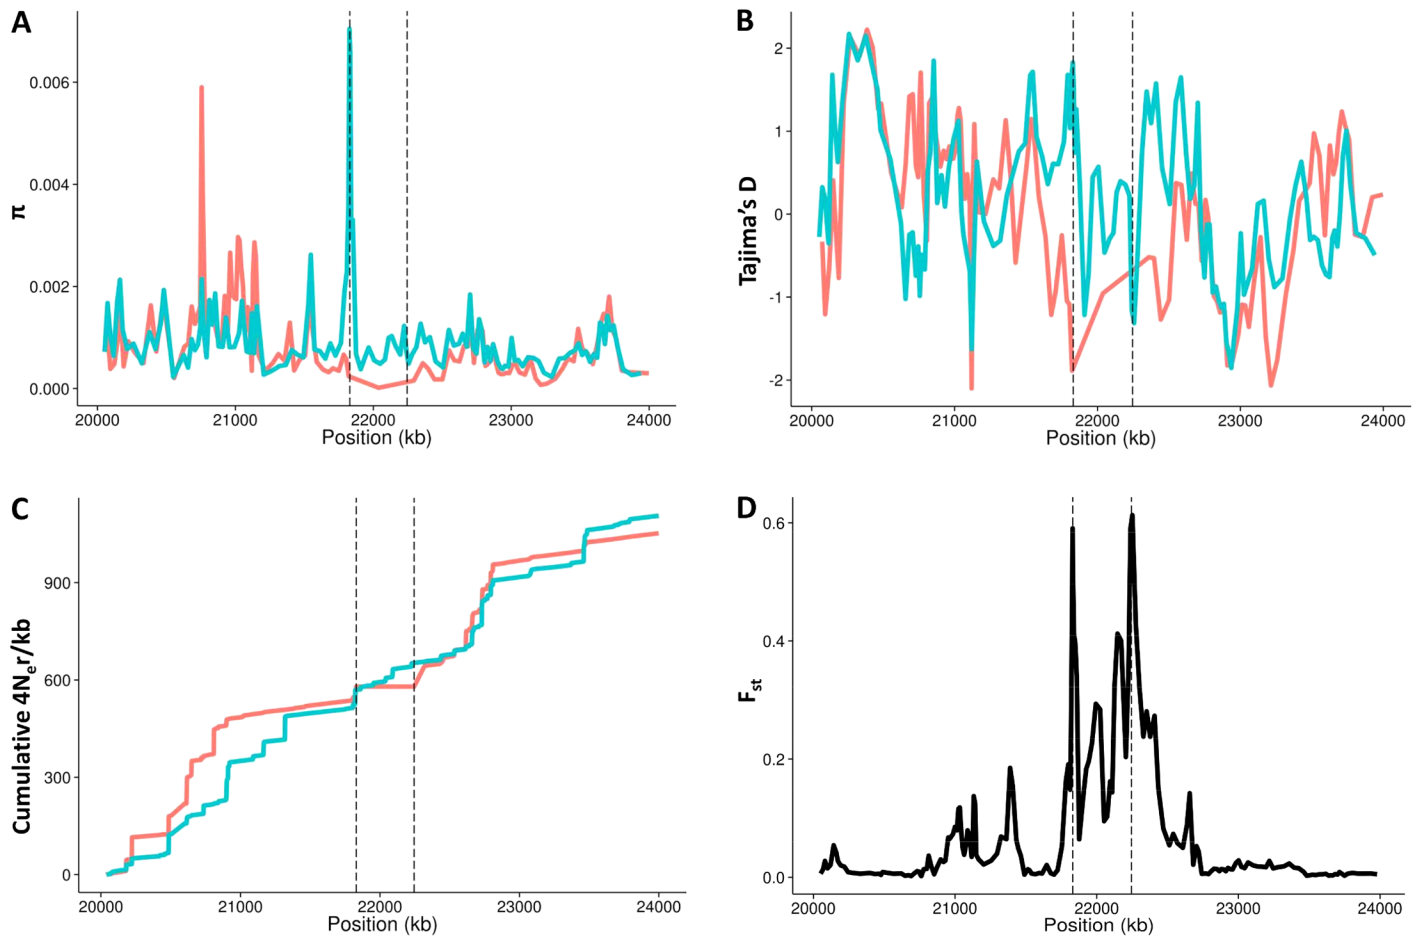 A
π
0.006
0.004
0.002
0.000
20000 21000 22000 23000 24000
Position (kb)
B
Tajima's D
2
1
0
-1
-2
20000 21000 22000 23000 24000
Position (kb)
C
Cumulative 4Ner/kb
900
600
300
0
20000 21000 22000 23000 24000
Position (kb)
D
Fst
0.6
0.4
0.2
0.0
20000 21000 22000 23000 24000
Position (kb)